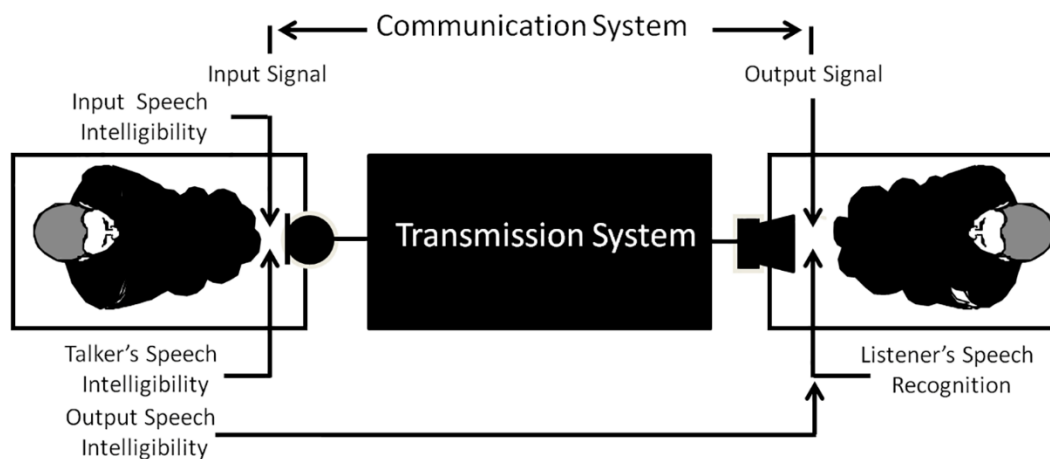 Communication System
Input Signal
Output Signal
Input Speech
Intelligibility
Transmission System
Talker's Speech
Intelligibility
Listener's Speech
Recognition
Output Speech
Intelligibility